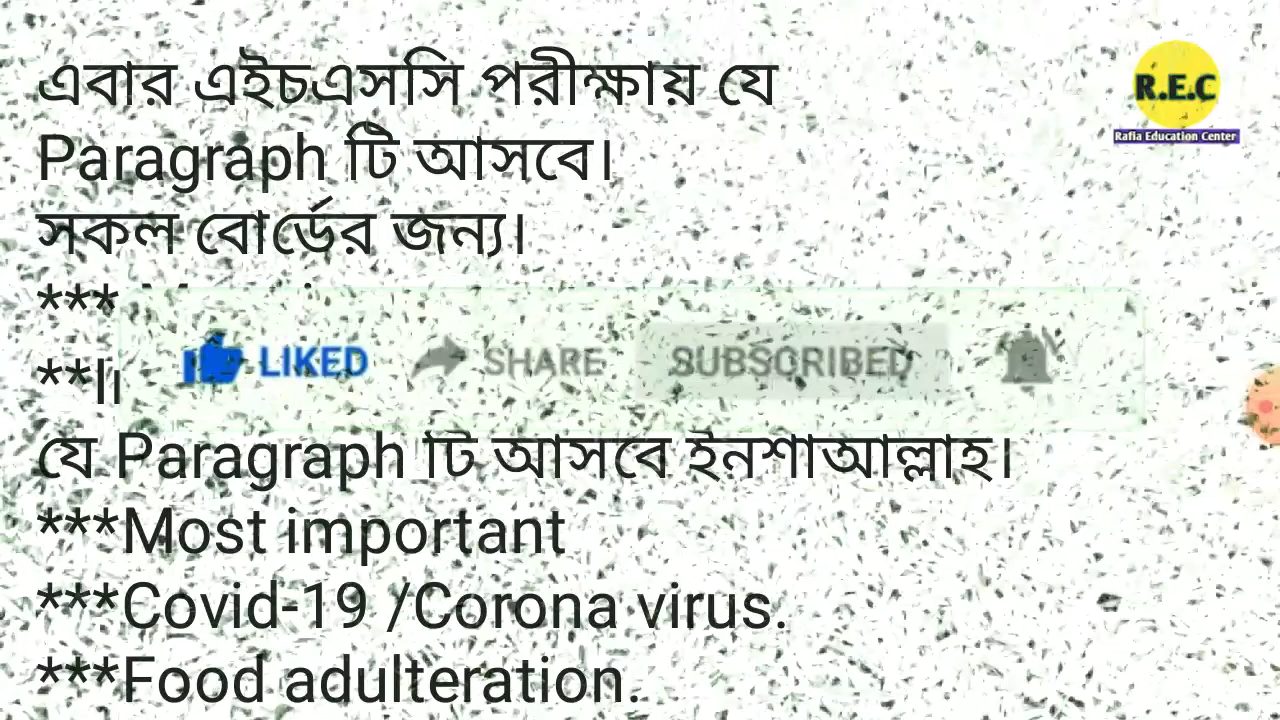 এবার এইচএসসি পরীক্ষায় যে
Paragraph টি আসবে।
সকল বোর্ডের জন্য।
***
**
LIKED SHARE SUBSCRIBED
যে Paragraph টি আসবে ইনশাআল্লাহ।
***Most important
***Covid-19 /Corona virus.
***Food adulteration.
R.E.C
Rafia Education Center